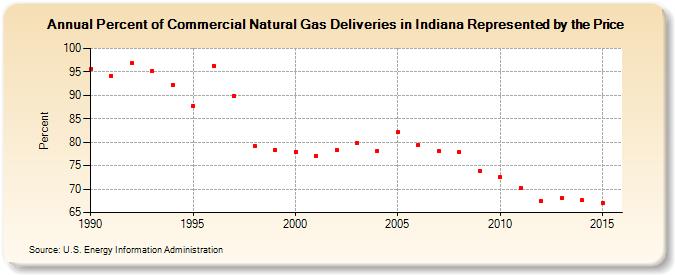 Annual Percent of Commercial Natural Gas Deliveries in Indiana Represented by the Price
100
95
90
85
80
75
70
65
Percent
1990 1995 2000 2005 2010 2015
Source: U.S. Energy Information Administration